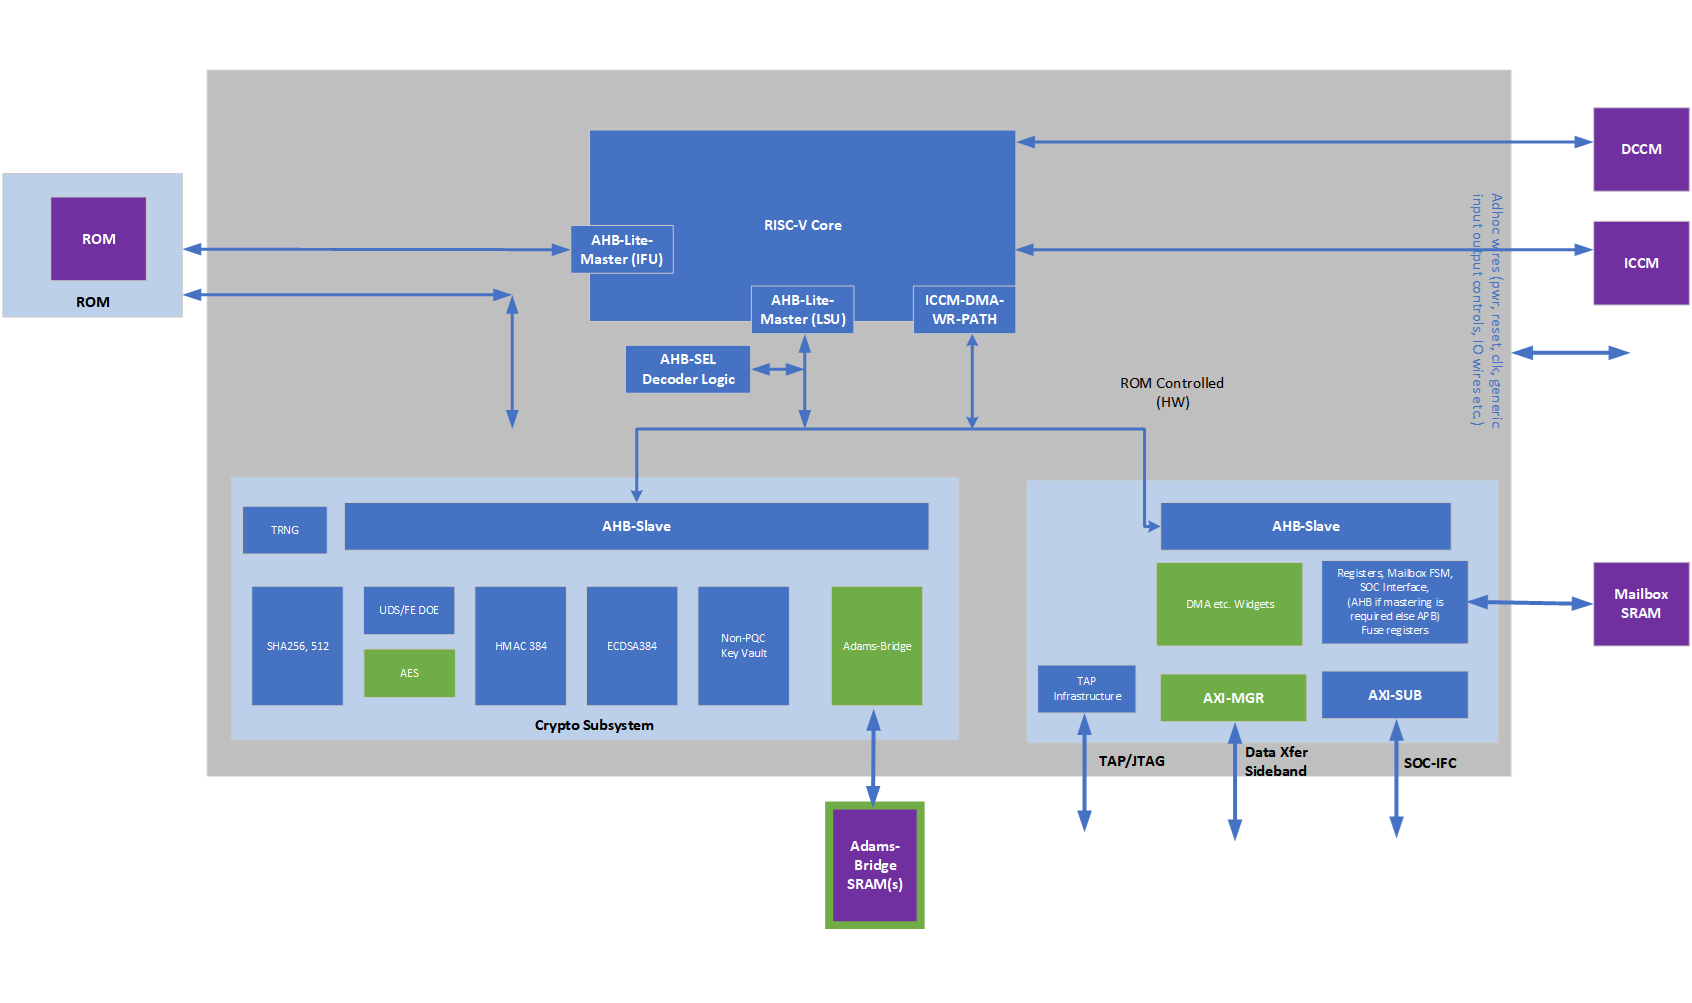 DCCM
ROM
ROM
AHB-Lite-
Master (IFU)
RISC-V Core
AHB-Lite-
Master (LSU)
ICCM-DMA-
WR-PATH
ICCM
Adhoc wires (pwr, reset, clk, generic
input output controls, IO wires etc.)
AHB-SEL
Decoder Logic
ROM Controlled
(HW)
TRNG
AHB-Slave
SHA256, 512
UDS/FE DOE
AES
HMAC 384
ECDSA384
Non-PQC
Key Vault
Adams-Bridge
Crypto Subsystem
AHB-Slave
DMA etc. Widgets
Registers, Mailbox FSM,
SOC Interface,
(AHB if mastering is
required else APB)
Fuse registers
Mailbox
SRAM
TAP
Infrastructure
AXI-MGR
AXI-SUB
TAP/JTAG
Data Xfer
Sideband
SOC-IFC
Adams-
Bridge
SRAM(s)